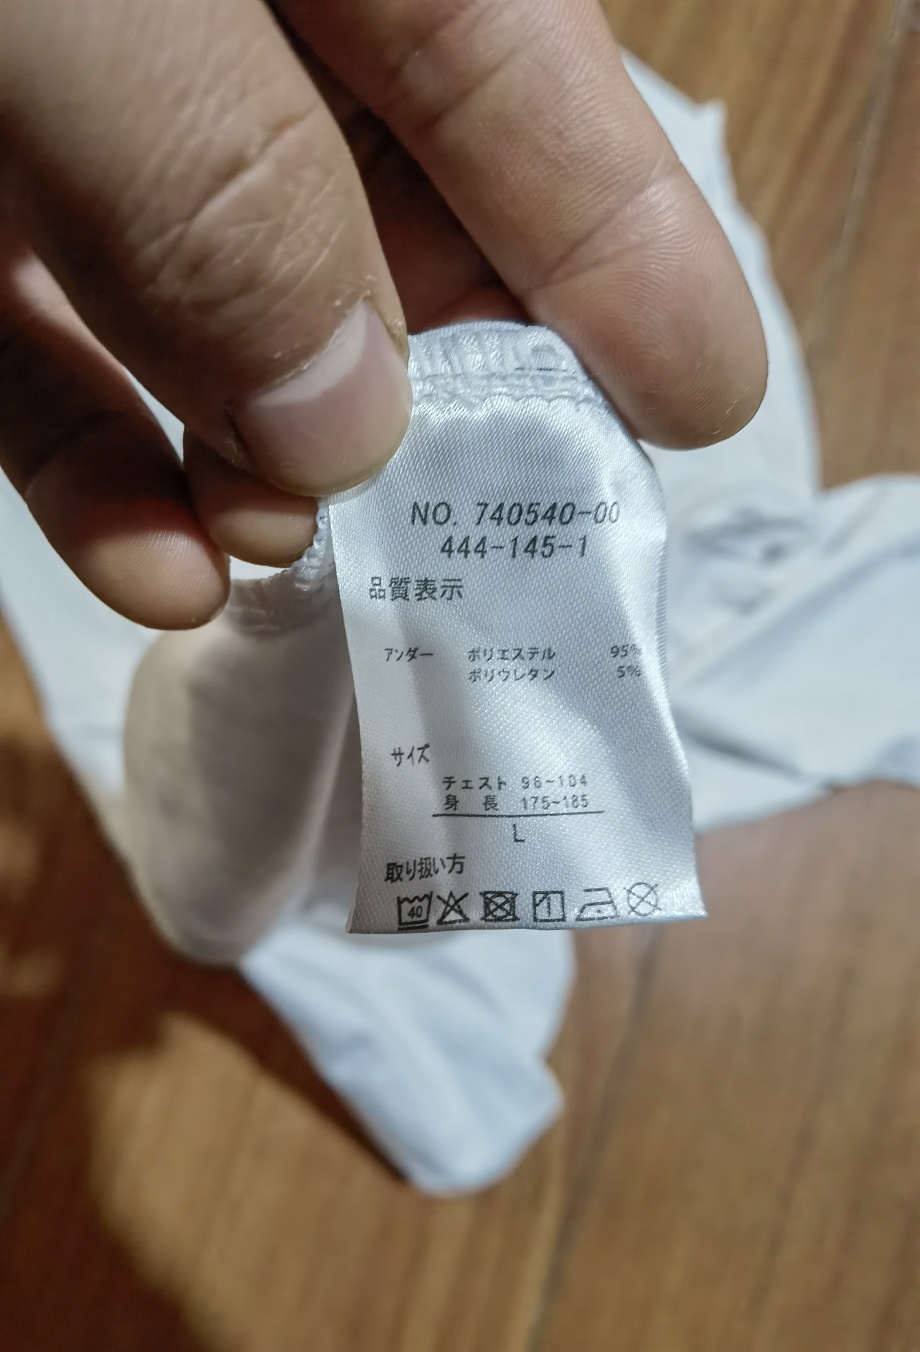 NO. 740540-00
444-145-1
品質表示
アンダー ポリエステル 95%
ポリウレタン 5%
サイズ
チェスト 96-104
身 長 175-185
L
取り扱い方
40